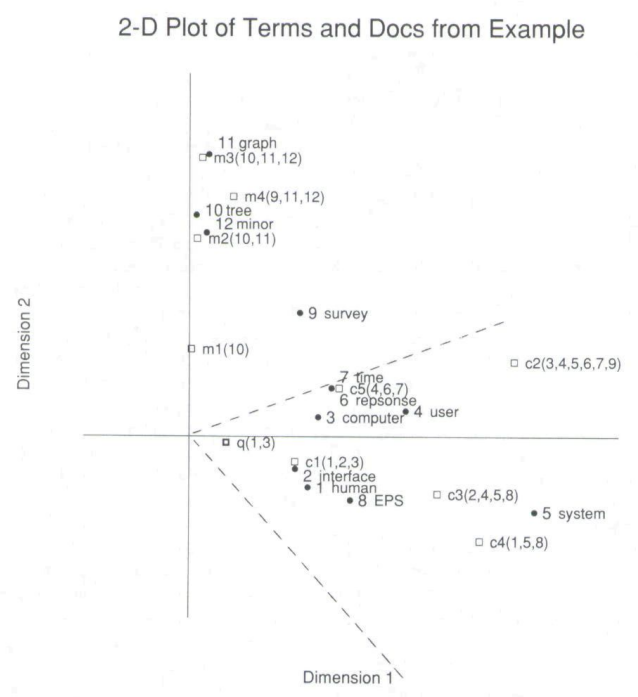 2-D Plot of Terms and Docs from Example
11 graph
m3(10,11,12)
m4(9,11,12)
10 tree
12 minor
m2(10,11)
9 survey
Dimension 2
m1(10)
c2(3,4,5,6,7,9)
7 time
c5(4,6,7)
6 repsonse
4 user
3 computer
q(1,3)
c1(1,2,3)
2 interface
1 human
8 EPS
c3(2,4,5,8)
5 system
c4(1,5,8)
Dimension 1